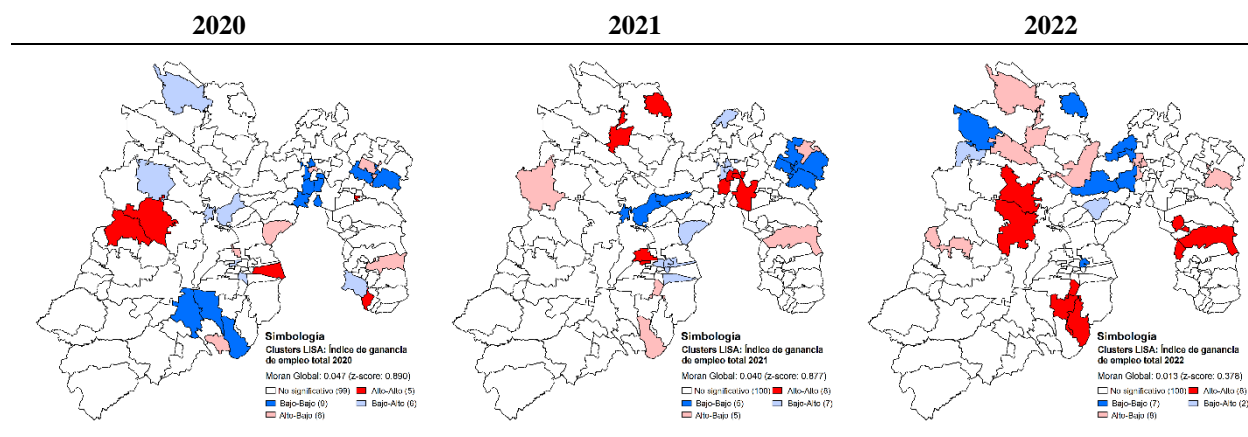 2020
2021
2022
Simbología
Clusters LISA: Índice de ganancia
de empleo total 2020
Moran Global: 0.047 (z-score: 0.890)
No significativo (99) Alto-Alto (5)
Bajo-Bajo (9) Bajo-Alto (6)
Alto-Bajo (6)
Simbología
Clusters LISA: Índice de ganancia
de empleo total 2021
Moran Global: 0.040 (z-score: 0.877)
No significativo (100) Alto-Alto (8)
Bajo-Bajo (5) Bajo-Alto (7)
Alto-Bajo (5)
Simbología
Clusters LISA: Índice de ganancia
de empleo total 2022
Moran Global: 0.013 (z-score: 0.378)
No significativo (100) Alto-Alto (8)
Bajo-Bajo (7) Bajo-Alto (2)
Alto-Bajo (8)